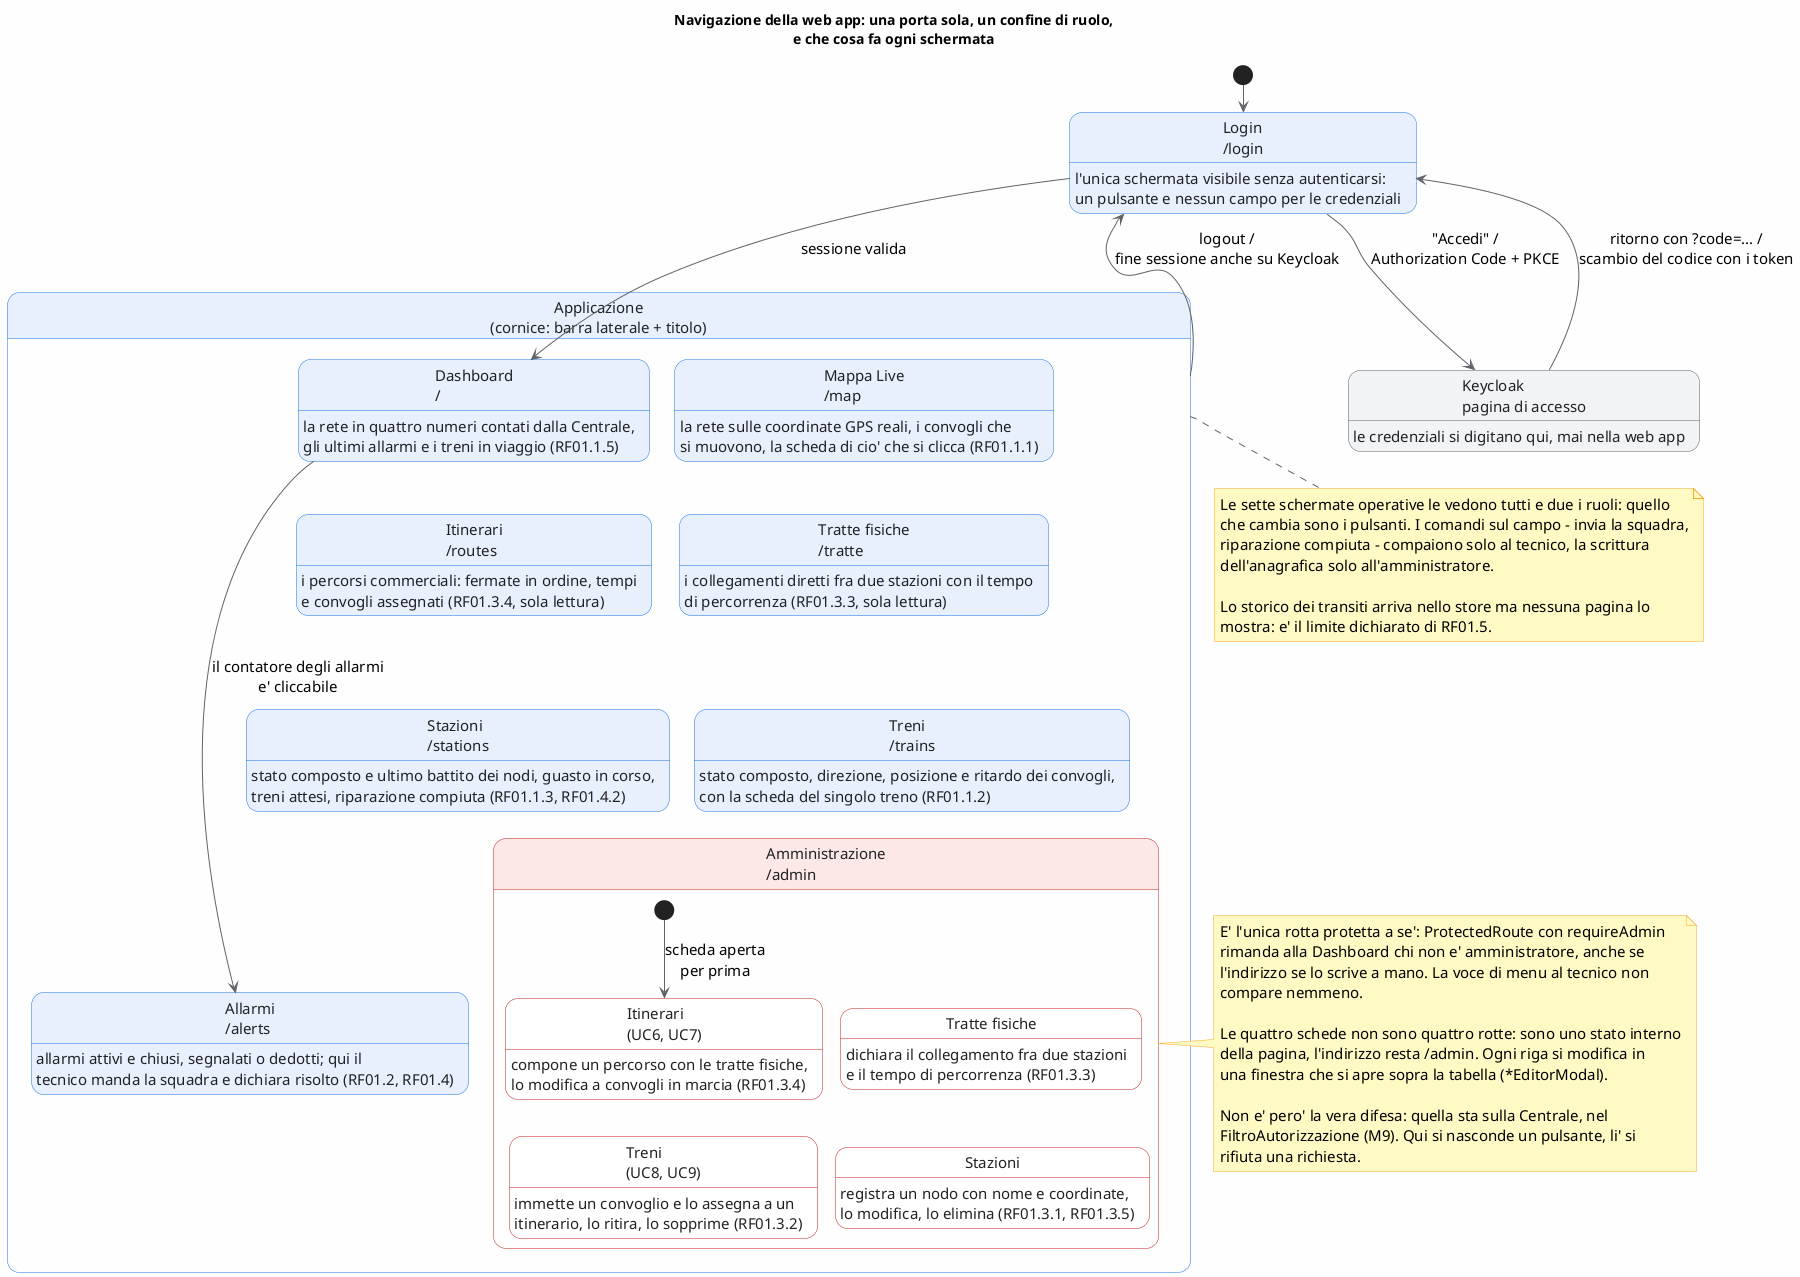 Navigazione della web app: una porta sola, un confine di ruolo,
e che cosa fa ogni schermata
Login
/login
l'unica schermata visibile senza autenticarsi:
un pulsante e nessun campo per le credenziali
sessione valida
logout /
fine sessione anche su Keycloak
"Accedi" /
Authorization Code + PKCE
ritorno con ?code=... /
scambio del codice con i token
Applicazione
(cornice: barra laterale + titolo)
Dashboard
/
la rete in quattro numeri contati dalla Centrale,
gli ultimi allarmi e i treni in viaggio (RF01.1.5)
Mappa Live
/map
la rete sulle coordinate GPS reali, i convogli che
si muovono, la scheda di cio' che si clicca (RF01.1.1)
Keycloak
pagina di accesso
le credenziali si digitano qui, mai nella web app
Le sette schermate operative le vedono tutti e due i ruoli: quello
che cambia sono i pulsanti. I comandi sul campo - invia la squadra,
riparazione compiuta - compaiono solo al tecnico, la scrittura
dell'anagrafica solo all'amministratore.
Lo storico dei transiti arriva nello store ma nessuna pagina lo
mostra: e' il limite dichiarato di RF01.5.
Itinerari
/routes
i percorsi commerciali: fermate in ordine, tempi
e convogli assegnati (RF01.3.4, sola lettura)
Tratte fisiche
/tratte
i collegamenti diretti fra due stazioni con il tempo
di percorrenza (RF01.3.3, sola lettura)
il contatore degli allarmi
e' cliccabile
Stazioni
/stations
stato composto e ultimo battito dei nodi, guasto in corso,
treni attesi, riparazione compiuta (RF01.1.3, RF01.4.2)
Treni
/trains
stato composto, direzione, posizione e ritardo dei convogli,
con la scheda del singolo treno (RF01.1.2)
Amministrazione
/admin
scheda aperta
per prima
Allarmi
/alerts
allarmi attivi e chiusi, segnalati o dedotti; qui il
tecnico manda la squadra e dichiara risolto (RF01.2, RF01.4)
Itinerari
(UC6, UC7)
compone un percorso con le tratte fisiche,
lo modifica a convogli in marcia (RF01.3.4)
Tratte fisiche
dichiara il collegamento fra due stazioni
e il tempo di percorrenza (RF01.3.3)
Treni
(UC8, UC9)
immette un convoglio e lo assegna a un
itinerario, lo ritira, lo sopprime (RF01.3.2)
Stazioni
registra un nodo con nome e coordinate,
lo modifica, lo elimina (RF01.3.1, RF01.3.5)
E' l'unica rotta protetta a se': ProtectedRoute con requireAdmin
rimanda alla Dashboard chi non e' amministratore, anche se
l'indirizzo se lo scrive a mano. La voce di menu al tecnico non
compare nemmeno.
Le quattro schede non sono quattro rotte: sono uno stato interno
della pagina, l'indirizzo resta /admin. Ogni riga si modifica in
una finestra che si apre sopra la tabella (*EditorModal).
Non e' pero' la vera difesa: quella sta sulla Centrale, nel
FiltroAutorizzazione (M9). Qui si nasconde un pulsante, li' si
rifiuta una richiesta.